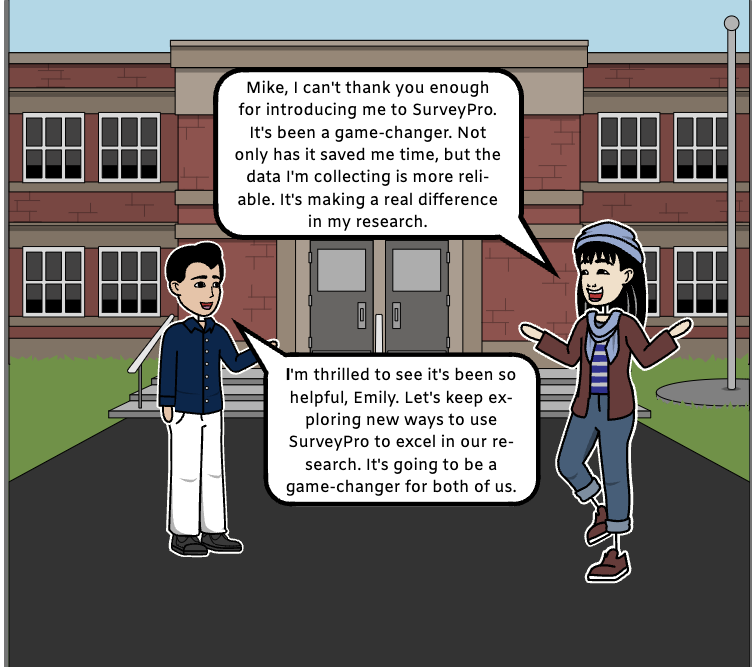 Mike, I can't thank you enough
for introducing me to SurveyPro.
It's been a game-changer. Not
only has it saved me time, but the
data I'm collecting is more reli-
able. It's making a real difference
in my research.
I'm thrilled to see it's been so
helpful, Emily. Let's keep ex-
ploring new ways to use
SurveyPro to excel in our re-
search. It's going to be a
game-changer for both of us.